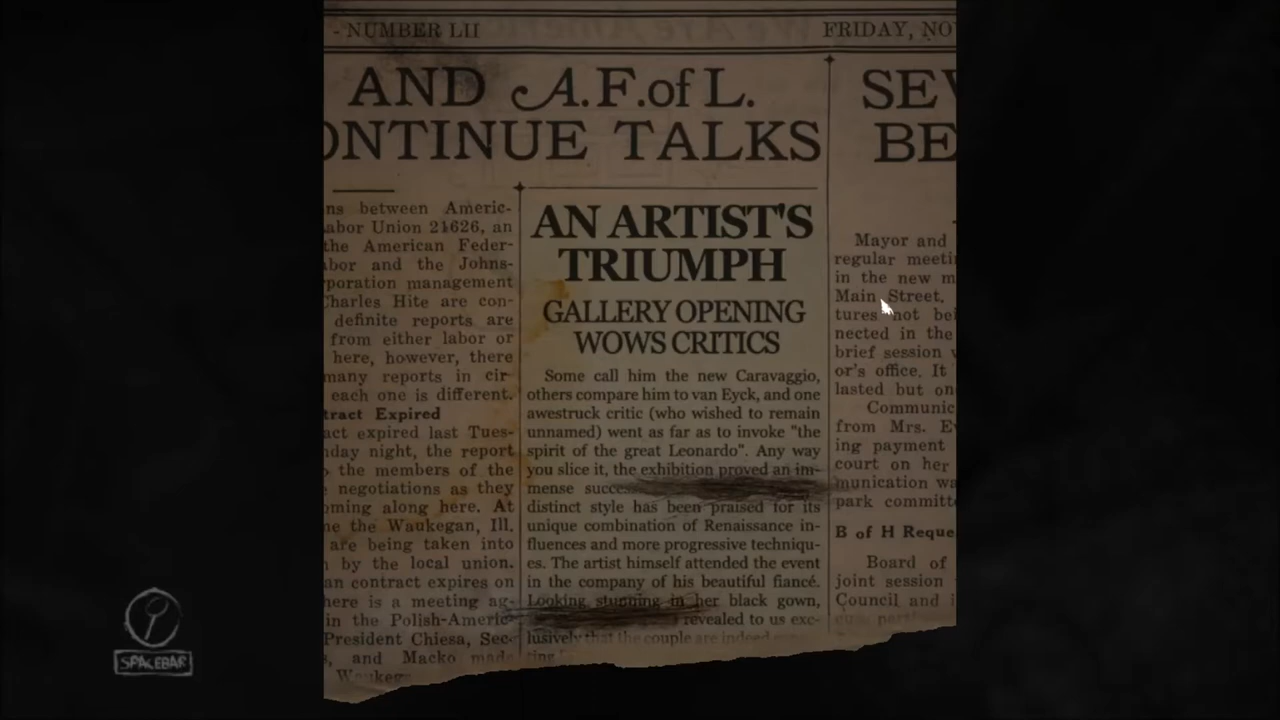 - NUMBER LII
FRIDAY, NO
AND A.F.of L.
ONTINUE TALKS
SEV
BE
ns between Americ-
abor Union 21626, an
the American Feder-
abor and the Johns-
poration management
Charles Hite are con-
definite reports are
from either labor or
here, however, there
many reports in cir-
each one is different.
tract Expired
act expired last Tues-
day night, the report
the members of the
negotiations as they
oming along here. At
e the Waukegan, Ill.
are being taken into
by the local union.
an contract expires on
here is a meeting ag-
in the Polish-Americ-
President Chiesa, Sec-
s, and Macko made
Waukeg
AN ARTIST'S
TRIUMPH
GALLERY OPENING
WOWS CRITICS
Some call him the new Caravaggio,
others compare him to van Eyck, and one
awestruck critic (who wished to remain
unnamed) went as far as to invoke "the
spirit of the great Leonardo". Any way
you slice it, the exhibition proved an im-
mense succes
distinct style has been praised for its
unique combination of Renaissance in-
fluences and more progressive techniqu-
es. The artist himself attended the event
in the company of his beautiful fiancé.
Looking stunning in her black gown,
revealed to us exc-
lusively that the couple are indeed
ting
Mayor and
regular meeti
in the new m
Main Street,
tures not bei
nected in the
brief session
or's office. It
lasted but on
Communic
from Mrs. E
ing payment
court on her
munication wa
park committe
B of H Reque
Board of
joint session
Council and i
SPACEBAR